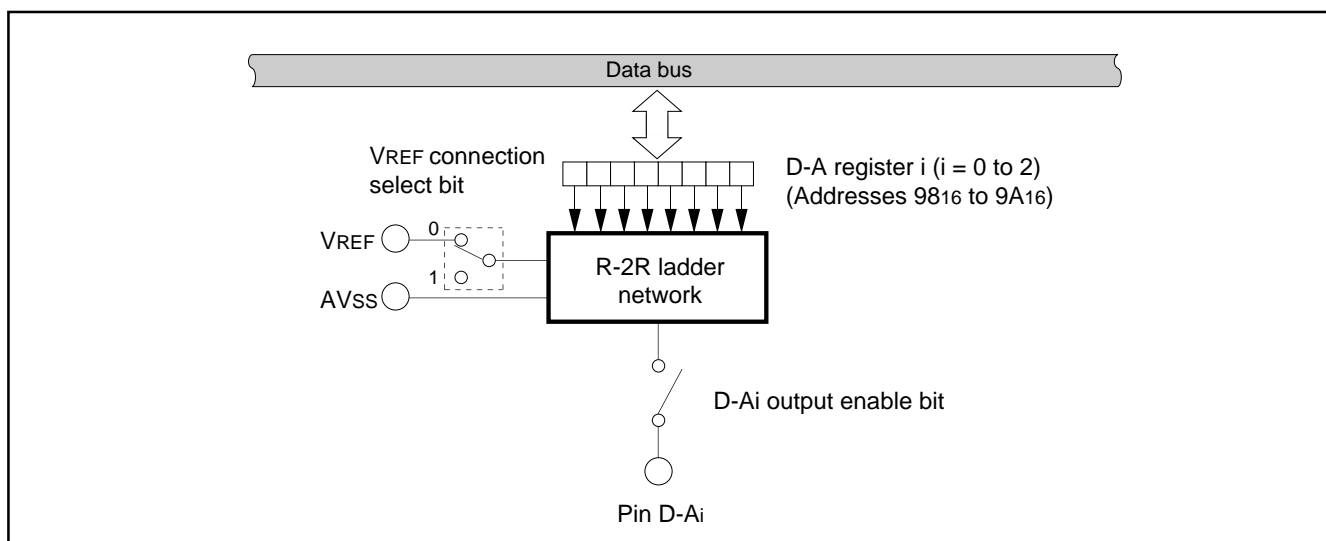 Data bus
VREF connection
select bit
D-A register i (i = 0 to 2)
(Addresses 9816 to 9A16)
VREF
0
1
AVSS
R-2R ladder
network
D-Ai output enable bit
Pin D-Ai